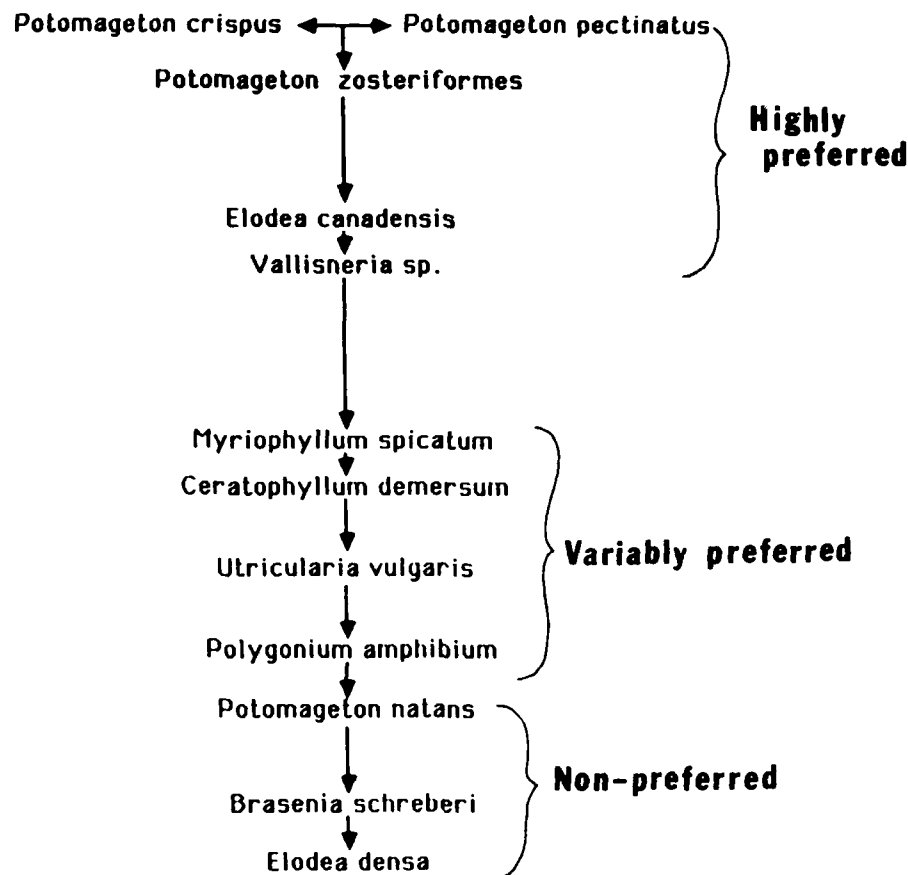 Potomageton crispus
Potomageton pectinatus
Potomageton zosteriformes
Highly
preferred
Elodea canadensis
Vallisneria sp.
Myriophyllum spicatum
Ceratophyllum demersum
Variably preferred
Utricularia vulgaris
Polygonium amphibium
Potomageton natans
Non-preferred
Brasenia schreberi
Elodea densa